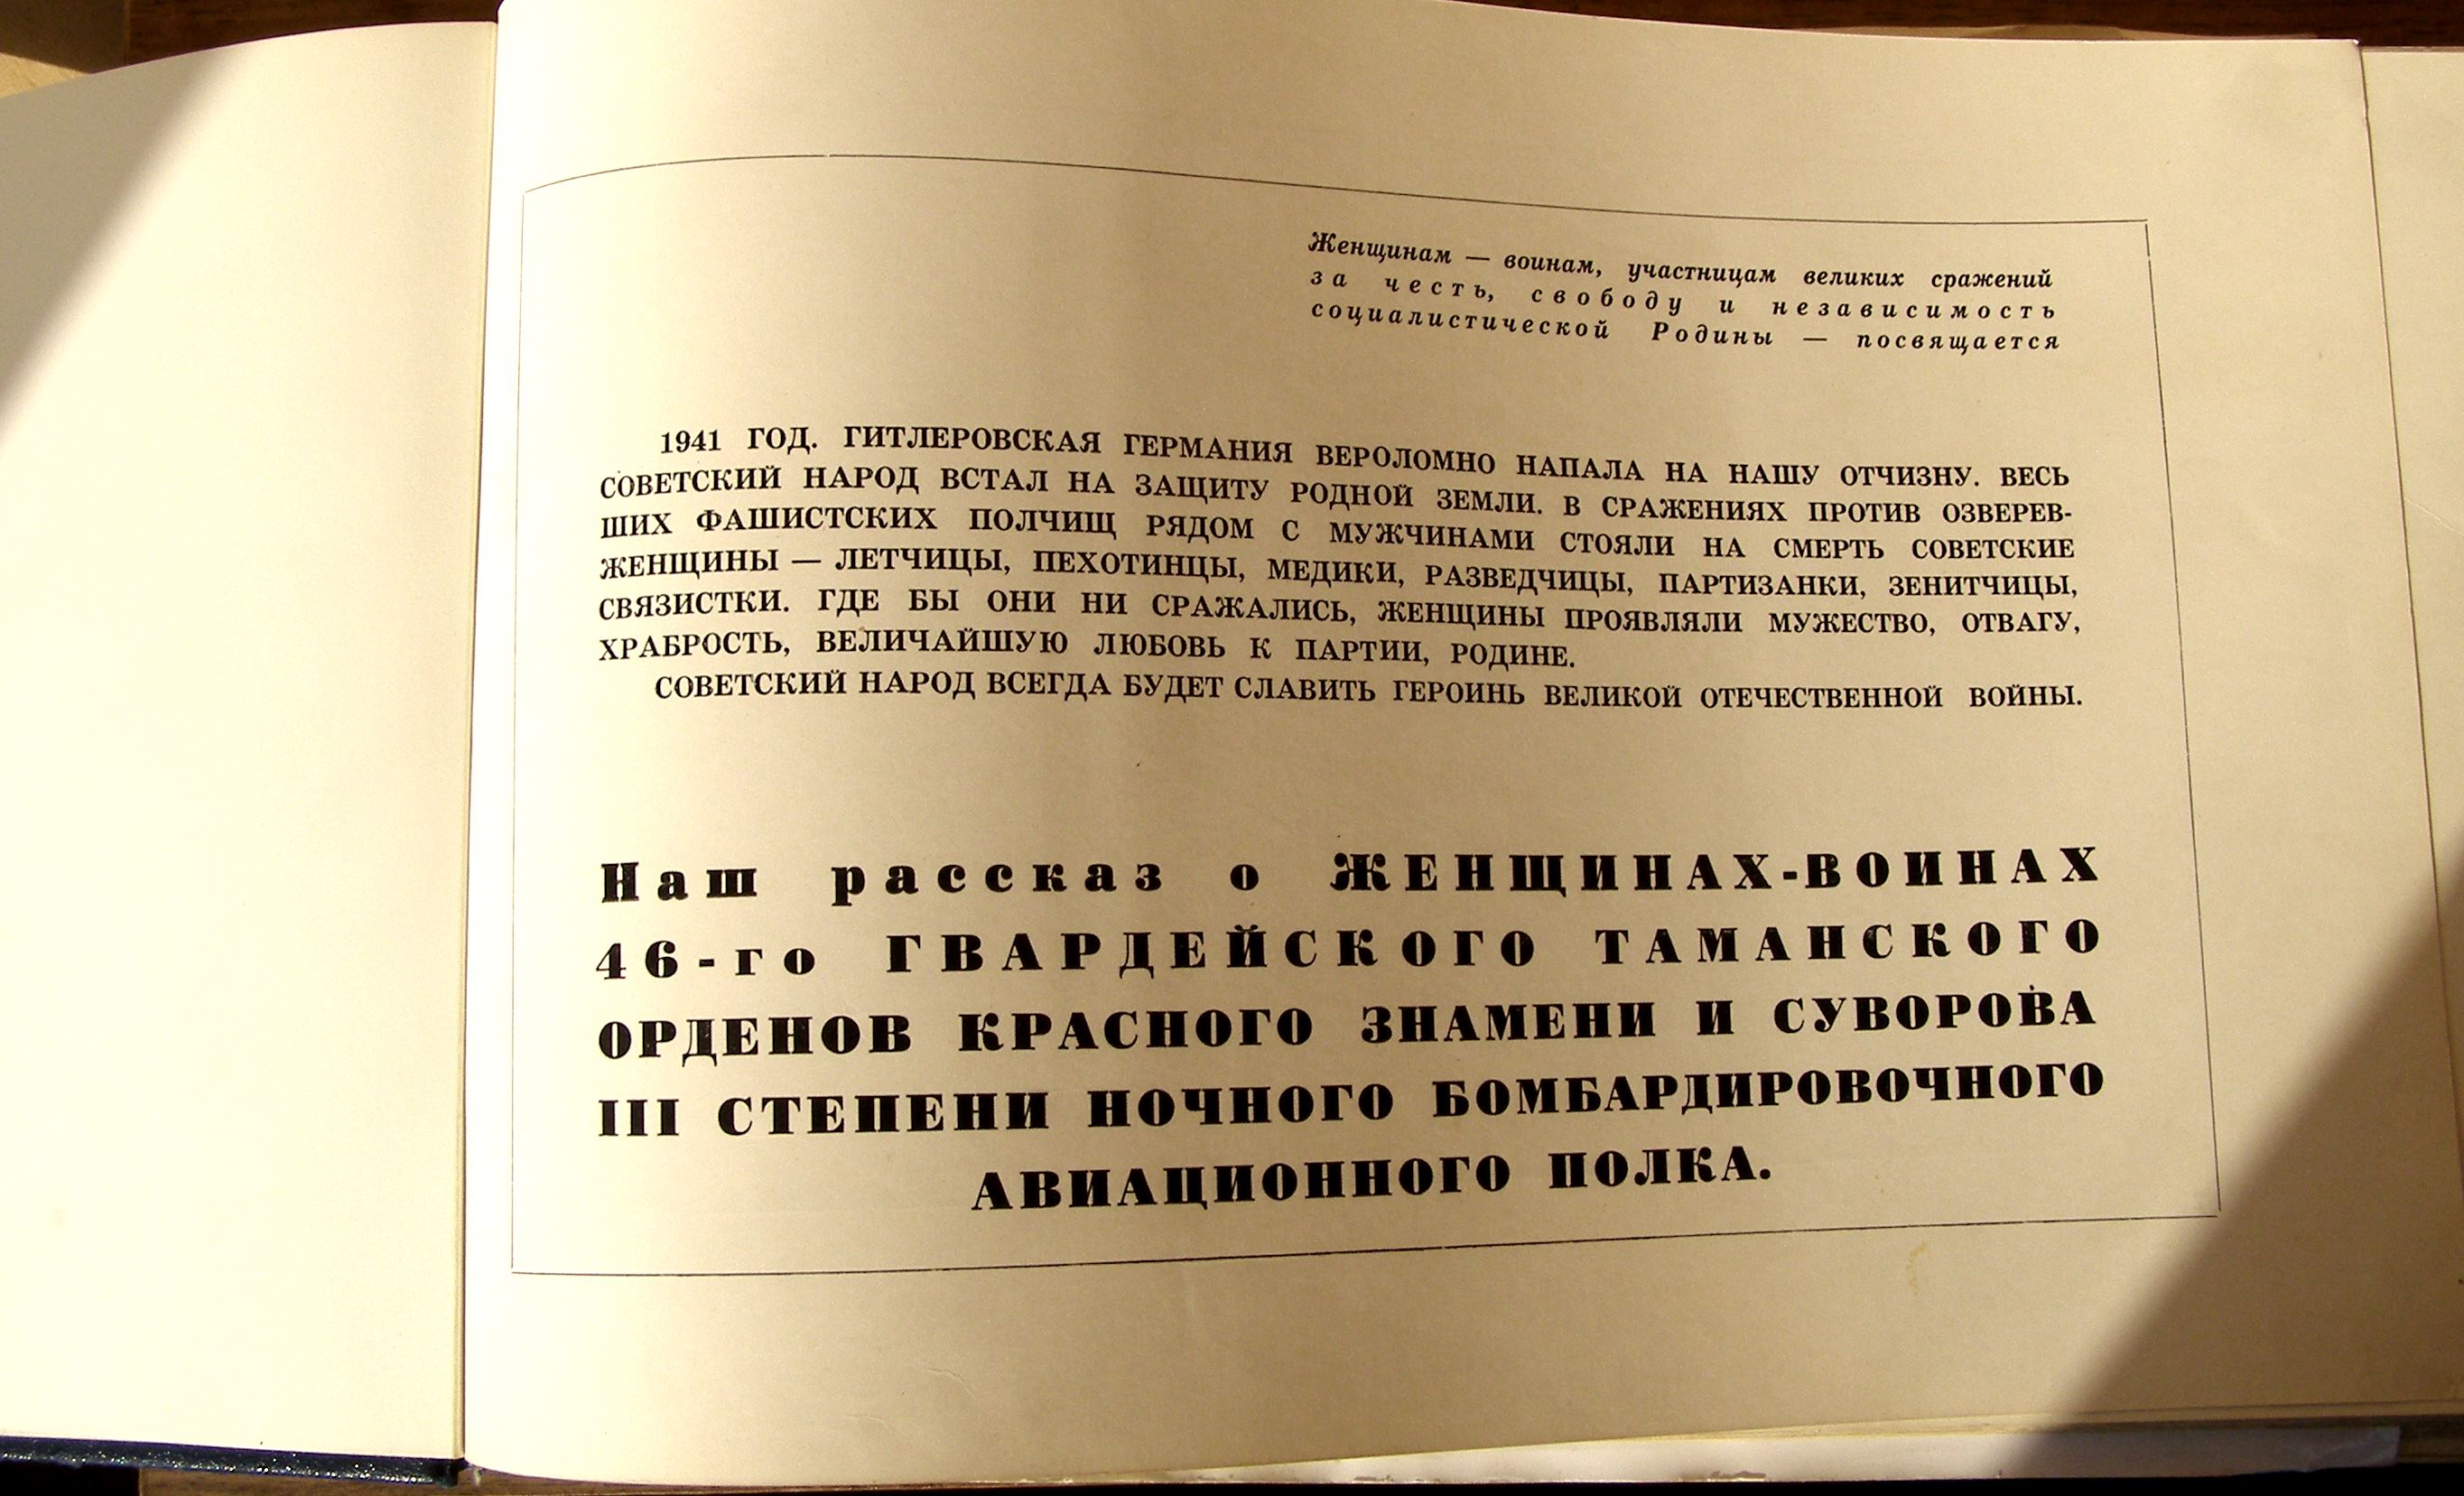 Женщинам — воинам, участницам великих сражений
за честь, свободу и независимость
социалистической Родины — посвящается
1941 ГОД. ГИТЛЕРОВСКАЯ ГЕРМАНИЯ ВЕРОЛОМНО НАПАЛА НА НАШУ ОТЧИЗНУ. ВЕСЬ
СОВЕТСКИЙ НАРОД ВСТАЛ НА ЗАЩИТУ РОДНОЙ ЗЕМЛИ. В СРАЖЕНИЯХ ПРОТИВ ОЗВЕРЕВ-
ШИХ ФАШИСТСКИХ ПОЛЧИЩ РЯДОМ С МУЖЧИНАМИ СТОЯЛИ НА СМЕРТЬ СОВЕТСКИЕ
ЖЕНЩИНЫ — ЛЕТЧИЦЫ, ПЕХОТИНЦЫ, МЕДИКИ, РАЗВЕДЧИЦЫ, ПАРТИЗАНКИ, ЗЕНИТЧИЦЫ,
СВЯЗИСТКИ. ГДЕ БЫ ОНИ НИ СРАЖАЛИСЬ, ЖЕНЩИНЫ ПРОЯВЛЯЛИ МУЖЕСТВО, ОТВАГУ,
ХРАБРОСТЬ, ВЕЛИЧАЙШУЮ ЛЮБОВЬ К ПАРТИИ, РОДИНЕ.
СОВЕТСКИЙ НАРОД ВСЕГДА БУДЕТ СЛАВИТЬ ГЕРОИНЬ ВЕЛИКОЙ ОТЕЧЕСТВЕННОЙ ВОЙНЫ.
Наш рассказ о ЖЕНЩИНАХ-ВОИНАХ
46-го ГВАРДЕЙСКОГО ТАМАНСКОГО
ОРДЕНОВ КРАСНОГО ЗНАМЕНИ И СУВОРОВА
III СТЕПЕНИ НОЧНОГО БОМБАРДИРОВОЧНОГО
АВИАЦИОННОГО ПОЛКА.